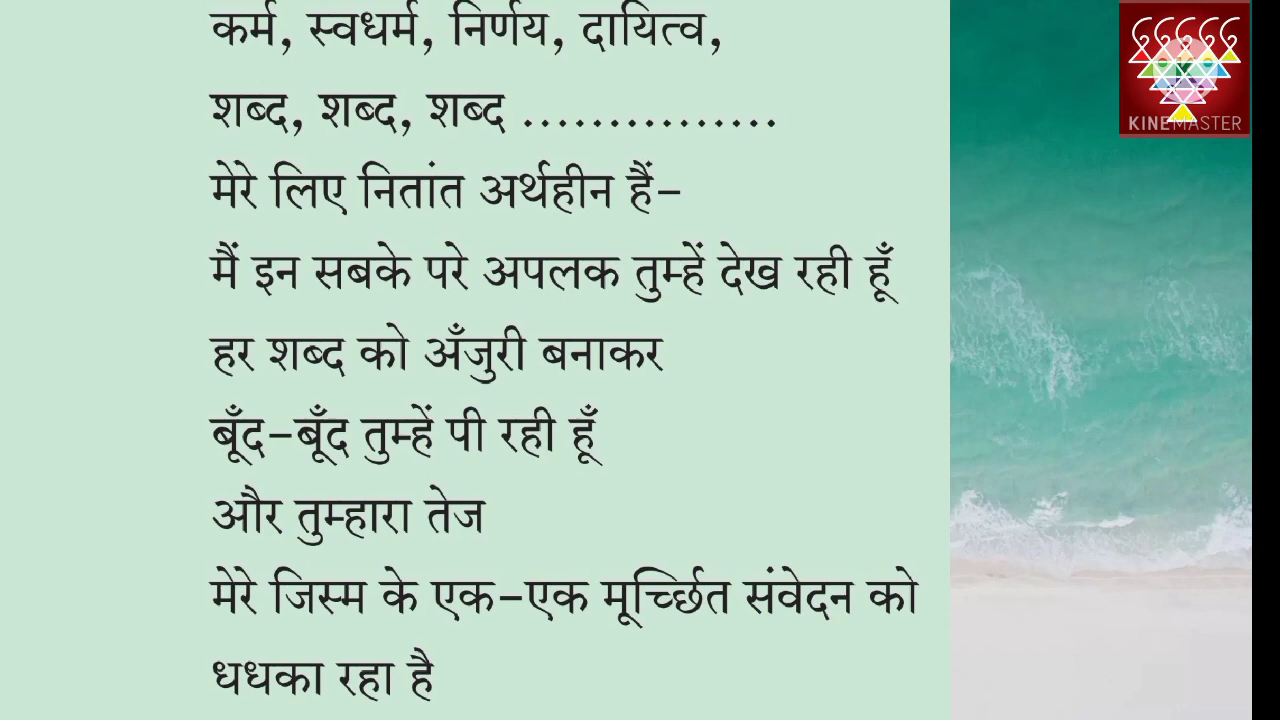 कर्म, स्वधर्म, निर्णय, दायित्व,
शब्द, शब्द, शब्द ...............
मेरे लिए नितांत अर्थहीन हैं-
मैं इन सबके परे अपलक तुम्हें देख रही हूँ
हर शब्द को अँजुरी बनाकर
बूँद-बूँद तुम्हें पी रही हूँ
और तुम्हारा तेज
मेरे जिस्म के एक-एक मूर्च्छित संवेदन को
धधका रहा है
KINEMASTER